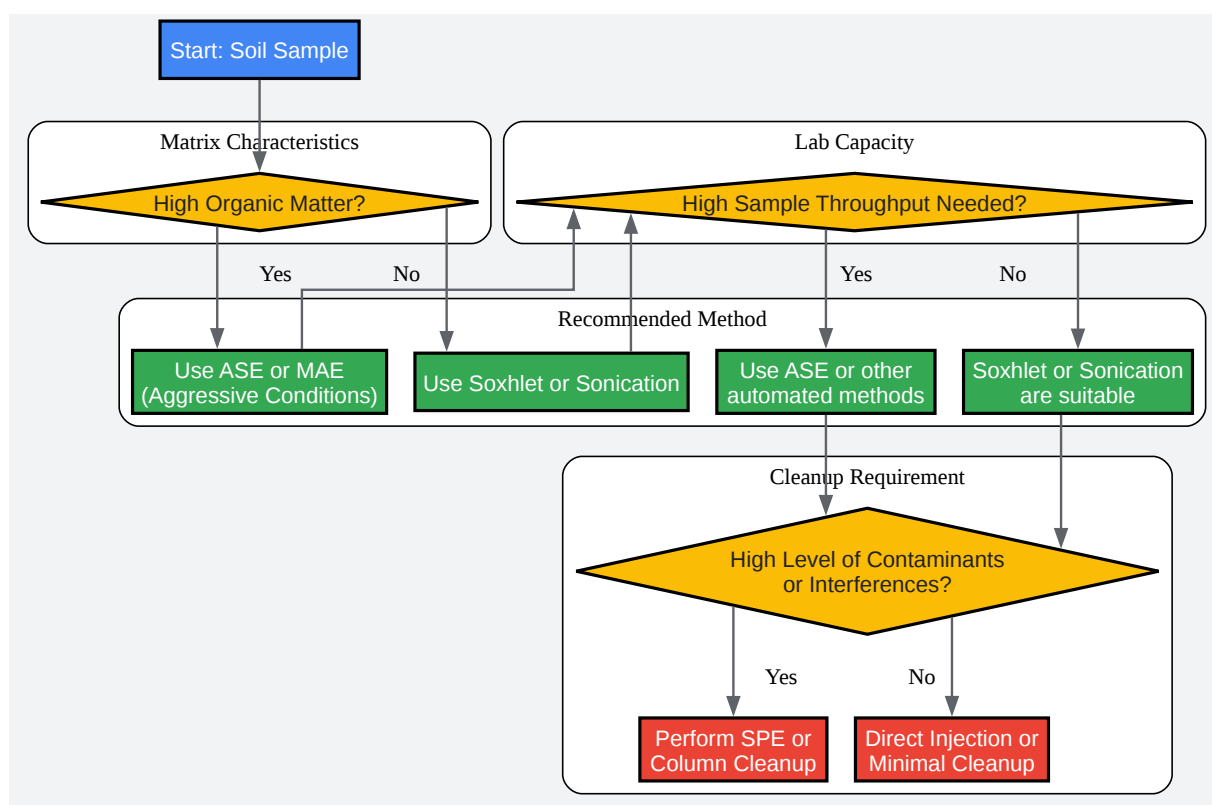 Start: Soil Sample
Matrix Characteristics
Lab Capacity
High Organic Matter?
High Sample Throughput Needed?
Yes
No
Yes
No
Recommended Method
Use ASE or MAE
(Aggressive Conditions)
Use Soxhlet or Sonication
Use ASE or other
automated methods
Soxhlet or Sonication
are suitable
Cleanup Requirement
High Level of Contaminants
or Interferences?
Yes
No
Perform SPE or
Column Cleanup
Direct Injection or
Minimal Cleanup